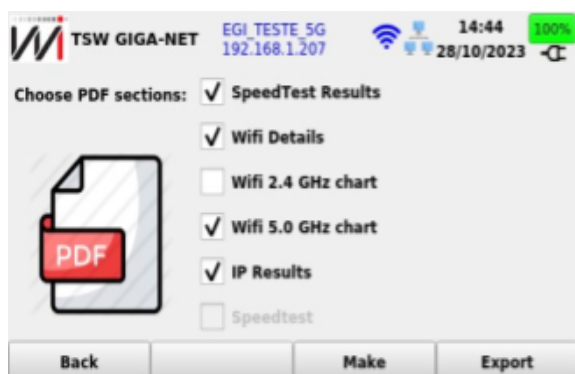 TSW GIGA-NET EGI_TESTE_5G 14:44 100%
192.168.1.207 28/10/2023
Choose PDF sections: SpeedTest Results
Wifi Details
Wifi 2.4 GHz chart
Wifi 5.0 GHz chart
PDF
IP Results
Speedtest
Back Make Export